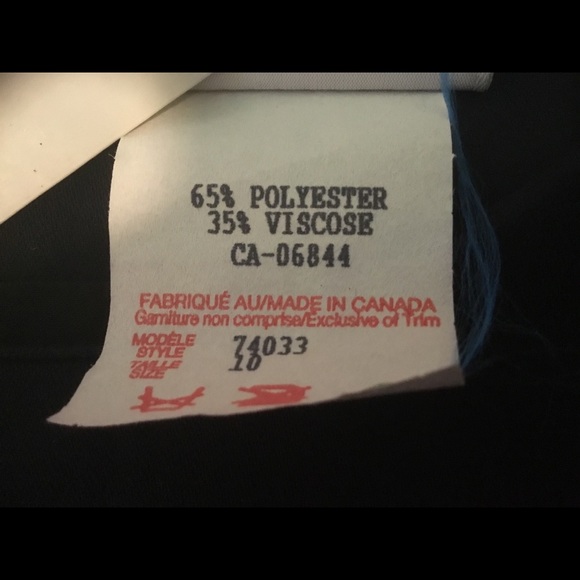 65% POLYESTER
35% VISCOSE
CA-06844
FABRIQUÉ AU/MADE IN CANADA
Garniture non comprise/Exclusive of Trim
MODÈLE
STYLE 74033
TAILLE
SIZE 10